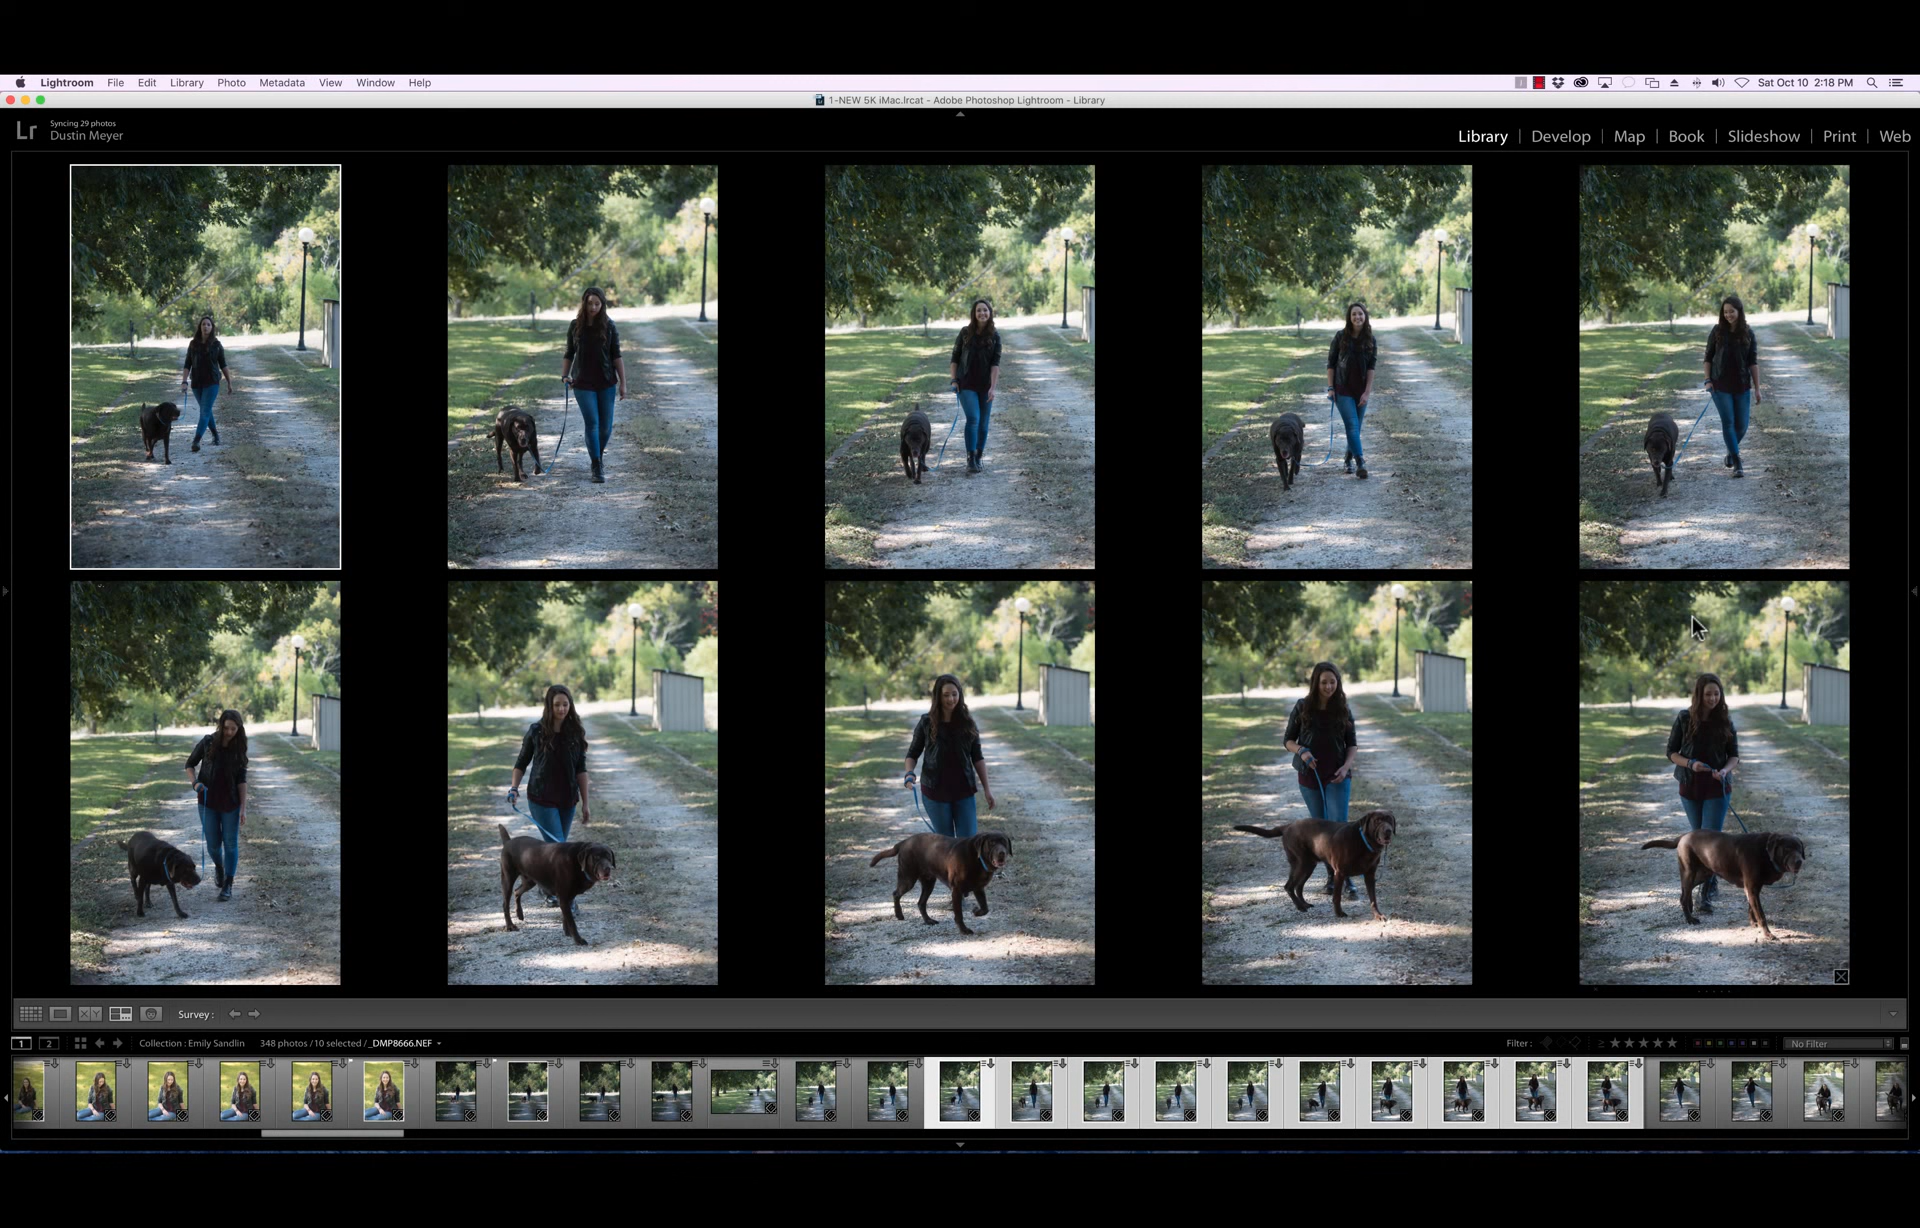 Lightroom File Edit Library Photo Metadata View Window Help Sat Oct 10 2:18 PM
1-NEW 5K iMac.lrcat - Adobe Photoshop Lightroom - Library
Lr
Syncing 29 photos
Dustin Meyer
Library | Develop | Map | Book | Slideshow | Print | Web
XY Survey :
1 2 Collection : Emily Sandlin 348 photos / 10 selected / _DMP8666.NEF Filter : ≥ ★★★★★ No Filter